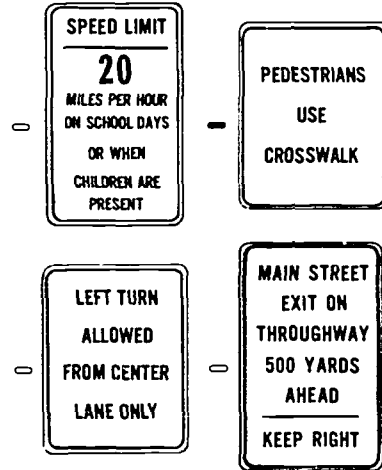 SPEED LIMIT
20
MILES PER HOUR
ON SCHOOL DAYS
OR WHEN
CHILDREN ARE
PRESENT
PEDESTRIANS
USE
CROSSWALK
LEFT TURN
ALLOWED
FROM CENTER
LANE ONLY
MAIN STREET
EXIT ON
THROUGHWAY
500 YARDS
AHEAD
KEEP RIGHT